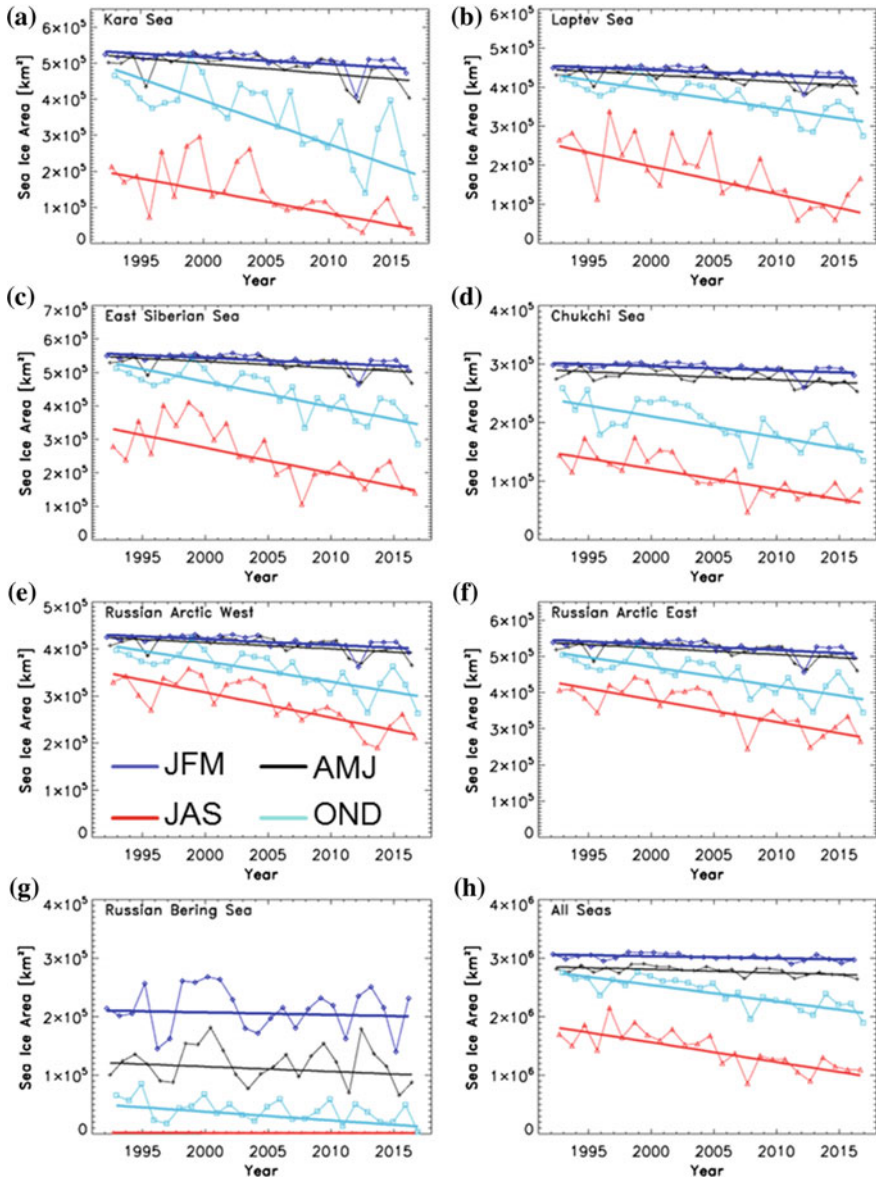 (a)
Kara Sea
Sea Ice Area [km²]
6×10⁵
5×10⁵
4×10⁵
3×10⁵
2×10⁵
1×10⁵
0
1995 2000 2005 2010 2015
Year
(b)
Laptev Sea
Sea Ice Area [km²]
5×10⁵
4×10⁵
3×10⁵
2×10⁵
1×10⁵
0
1995 2000 2005 2010 2015
Year
(c)
East Siberian Sea
Sea Ice Area [km²]
7×10⁵
6×10⁵
5×10⁵
4×10⁵
3×10⁵
2×10⁵
1×10⁵
0
1995 2000 2005 2010 2015
Year
(d)
Chukchi Sea
Sea Ice Area [km²]
4×10⁵
3×10⁵
2×10⁵
1×10⁵
0
1995 2000 2005 2010 2015
Year
(e)
Russian Arctic West
Sea Ice Area [km²]
5×10⁵
4×10⁵
3×10⁵
2×10⁵
1×10⁵
0
JFM AMJ
JAS OND
1995 2000 2005 2010 2015
Year
(f)
Russian Arctic East
Sea Ice Area [km²]
6×10⁵
5×10⁵
4×10⁵
3×10⁵
2×10⁵
1×10⁵
0
1995 2000 2005 2010 2015
Year
(g)
Russian Bering Sea
Sea Ice Area [km²]
4×10⁵
3×10⁵
2×10⁵
1×10⁵
0
1995 2000 2005 2010 2015
Year
(h)
All Seas
Sea Ice Area [km²]
4×10⁶
3×10⁶
2×10⁶
1×10⁶
0
1995 2000 2005 2010 2015
Year